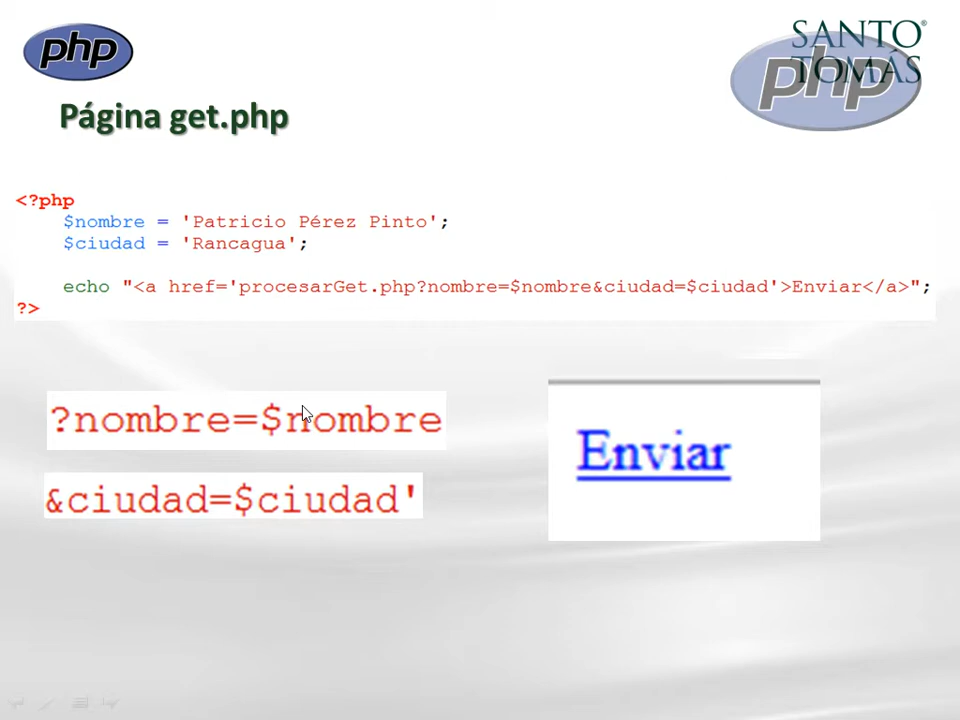 php
SANTO
TOMÁS
php
Página get.php
<?php
$nombre = 'Patricio Pérez Pinto';
$ciudad = 'Rancagua';
echo "<a href='procesarGet.php?nombre=$nombre&ciudad=$ciudad'>Enviar</a>";
?>
?nombre=$nombre
&ciudad=$ciudad'
Enviar